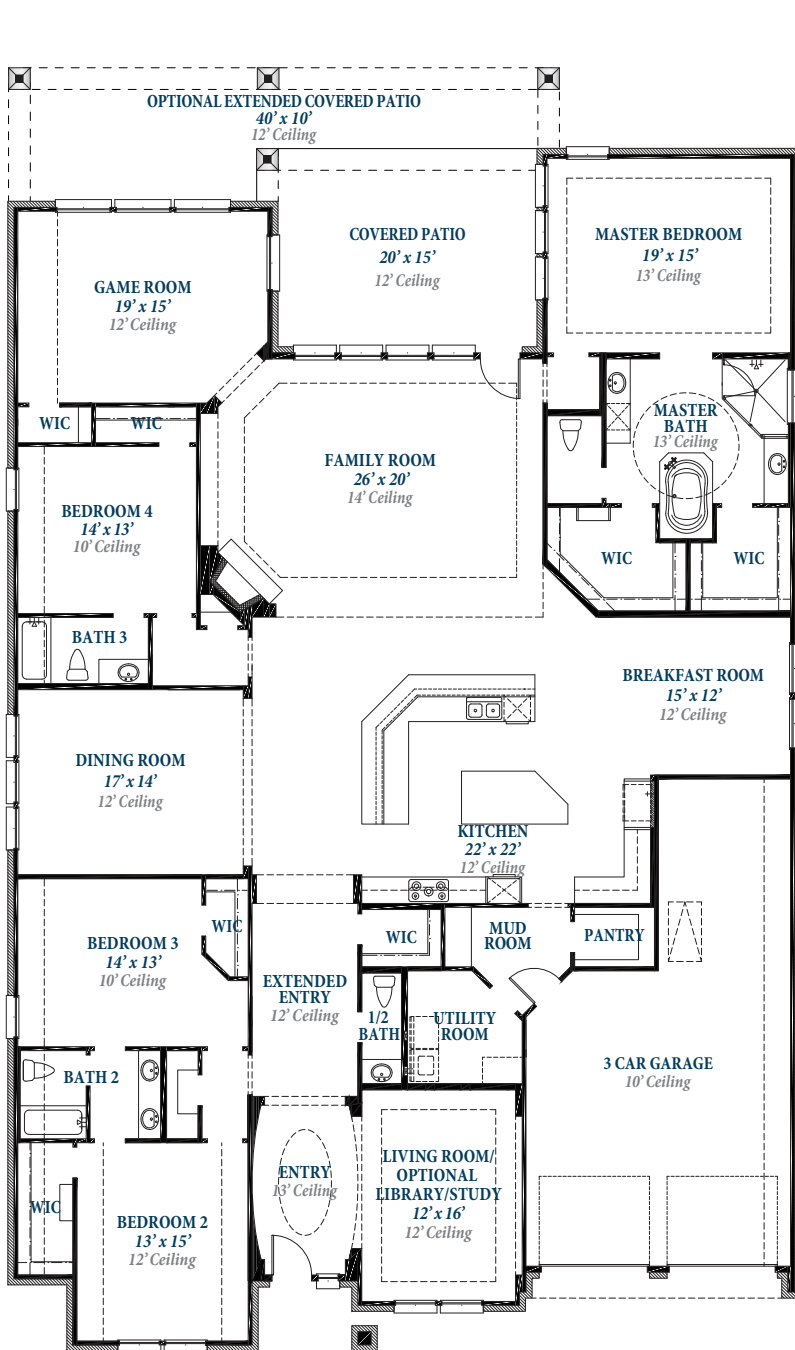 OPTIONAL EXTENDED COVERED PATIO
40’ x 10’
12’ Ceiling
COVERED PATIO
20’ x 15’
12’ Ceiling
MASTER BEDROOM
19’ x 15’
13’ Ceiling
GAME ROOM
19’ x 15’
12’ Ceiling
WIC
WIC
MASTER
BATH
13’ Ceiling
FAMILY ROOM
26’ x 20’
14’ Ceiling
BEDROOM 4
14’ x 13’
10’ Ceiling
WIC
WIC
BATH 3
BREAKFAST ROOM
15’ x 12’
12’ Ceiling
DINING ROOM
17’ x 14’
12’ Ceiling
KITCHEN
22’ x 22’
12’ Ceiling
BEDROOM 3
14’ x 13’
10’ Ceiling
WIC
WIC
MUD
ROOM
PANTRY
EXTENDED
ENTRY
12’ Ceiling
1/2
BATH
UTILITY
ROOM
3 CAR GARAGE
10’ Ceiling
BATH 2
ENTRY
13’ Ceiling
LIVING ROOM/
OPTIONAL
LIBRARY/STUDY
12’ x 16’
12’ Ceiling
WIC
BEDROOM 2
13’ x 15’
12’ Ceiling